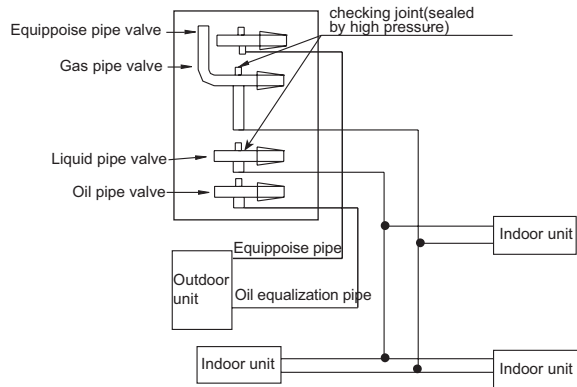 checking joint(sealed
by high pressure)
Equippoise pipe valve
Gas pipe valve
Liquid pipe valve
Oil pipe valve
Equippoise pipe
Outdoor
unit
Oil equalization pipe
Indoor unit
Indoor unit
Indoor unit